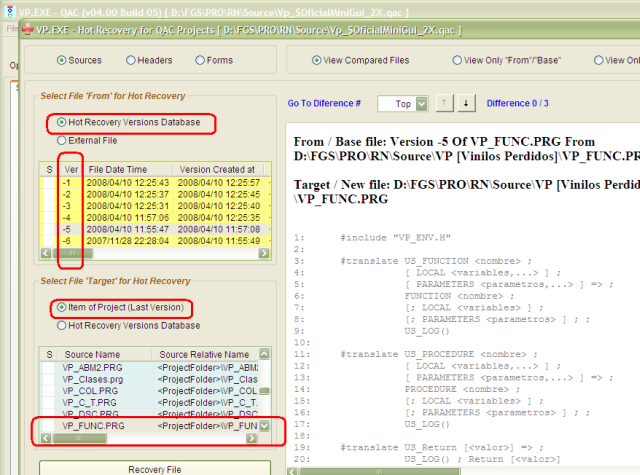 VP.EXE - QAC (v04.00 Build 05) [ D:\FGS\PRO\RN\Source\Vp_$OficialMiniGui_2X.qac ]
VP.EXE - Hot Recovery for QAC Projects [ D:\FGS\PRO\RN\Source\Vp_$OficialMiniGui_2X.qac ]
Sources Headers Forms View Compared Files View Only "From"/"Base"
Select File 'From' for Hot Recovery
Hot Recovery Versions Database
External File
S Ver File Date Time Version Created at
-1 2008/04/10 12:25:43 2008/04/10 12:25:57
-2 2008/04/10 12:25:37 2008/04/10 12:25:45
-3 2008/04/10 12:25:31 2008/04/10 12:25:40
-4 2008/04/10 11:57:06 2008/04/10 12:25:35
-5 2008/04/10 11:55:47 2008/04/10 11:57:08
-6 2007/11/28 22:28:04 2008/04/10 11:55:49
Select File 'Target' for Hot Recovery
Item of Project (Last Version)
Hot Recovery Versions Database
S Source Name Source Relative Name
VP_ABM2.PRG <ProjectFolder>\VP_ABM2
VP_Clases.prg <ProjectFolder>\VP_Clas
VP_COL.PRG <ProjectFolder>\VP_COL
VP_C_T.PRG <ProjectFolder>\VP_C_T.
VP_DSC.PRG <ProjectFolder>\VP_DSC
VP_FUNC.PRG <ProjectFolder>\VP_FUN
Recovery File
Go To Diference # Top Difference 0 / 3
From / Base file: Version -5 Of VP_FUNC.PRG From
D:\FGS\PRO\RN\Source\VP [Vinilos Perdidos]\VP_FUNC.PR
Target / New file: D:\FGS\PRO\RN\Source\VP [Vinilos Perdid
\VP_FUNC.PRG
1: #include "VP_ENV.H"
2:
3: #translate US_FUNCTION <nombre> ;
4: [ LOCAL <variables,...> ] ;
5: [ PARAMETERS <parametros,...> ] => ;
6: FUNCTION <nombre> ;
7: [; LOCAL <variables> ] ;
8: [; PARAMETERS <parametros> ] ; ;
9: US_LOG()
10:
11: #translate US_PROCEDURE <nombre> ;
12: [ LOCAL <variables,...> ] ;
13: [ PARAMETERS <parametros,...> ] => ;
14: PROCEDURE <nombre> ;
15: [; LOCAL <variables> ] ;
16: [; PARAMETERS <parametros> ] ; ;
17: US_LOG()
18:
19: #translate US_Return [<valor>] => ;
20: US_LOG() ; Return [<valor>]